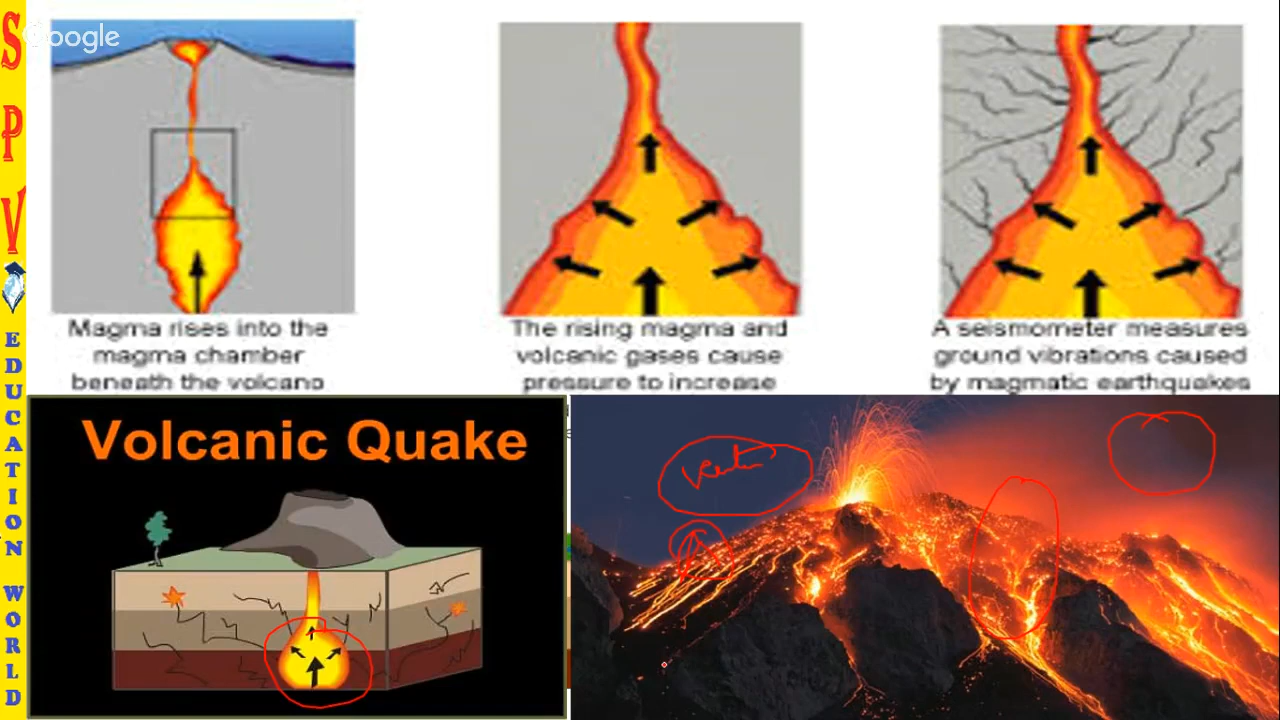 Google
SPV
EDUCATION WORLD
Magma rises into the
magma chamber
beneath the volcano
The rising magma and
volcanic gases cause
pressure to increase
A seismometer measures
ground vibrations caused
by magmatic earthquakes
Volcanic Quake